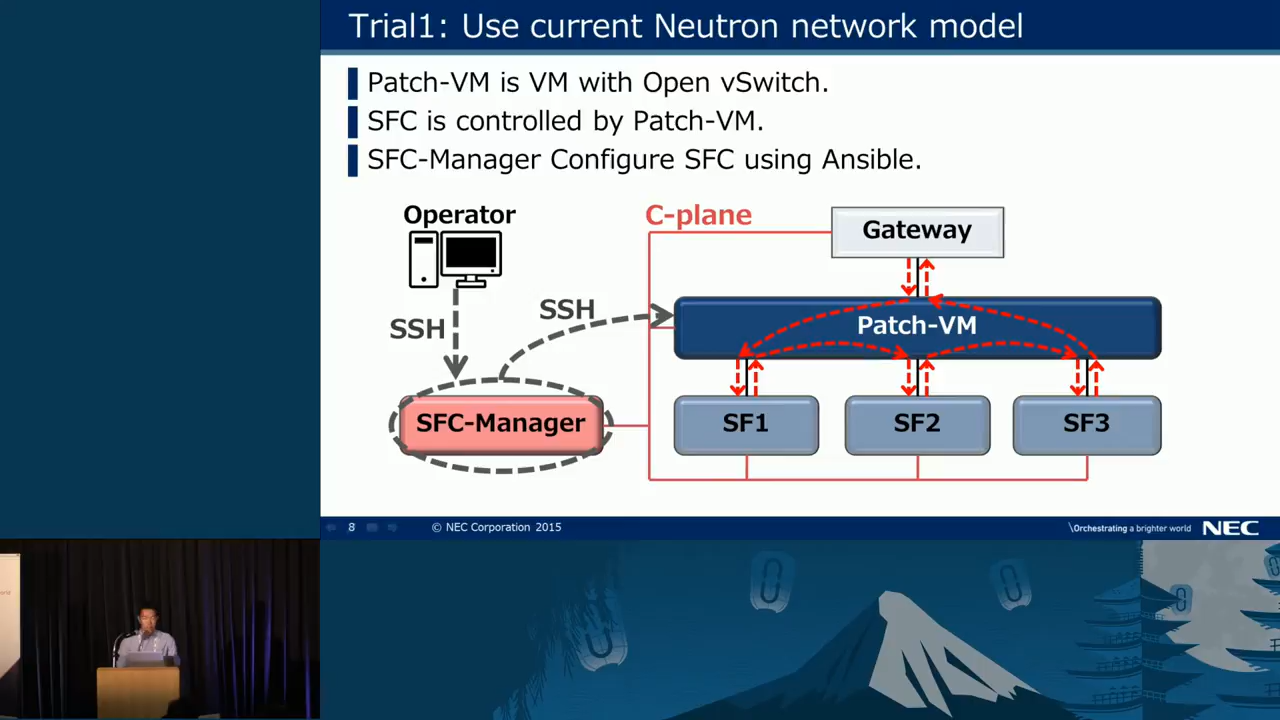 Trial1: Use current Neutron network model
Patch-VM is VM with Open vSwitch.
SFC is controlled by Patch-VM.
SFC-Manager Configure SFC using Ansible.
Operator
C-plane
Gateway
SSH
SSH
Patch-VM
SFC-Manager
SF1
SF2
SF3
8
© NEC Corporation 2015
\Orchestrating a brighter world
NEC